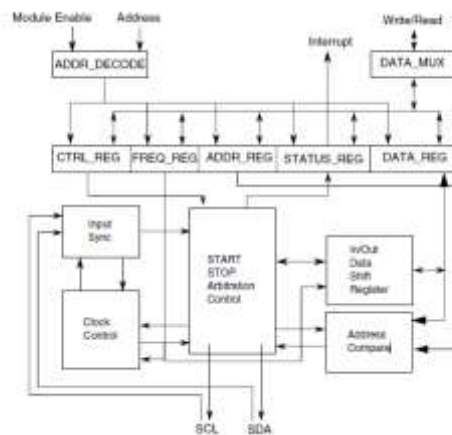 Module Enable Address
Write/Read
Interrupt
ADDR_DECODE
DATA_MUX
CTRL_REG FREQ_REG ADDR_REG STATUS_REG DATA_REG
Input
Sync
START
STOP
Arbitration
Control
In/Out
Data
Shift
Register
Clock
Control
Address
Compare
SCL SDA